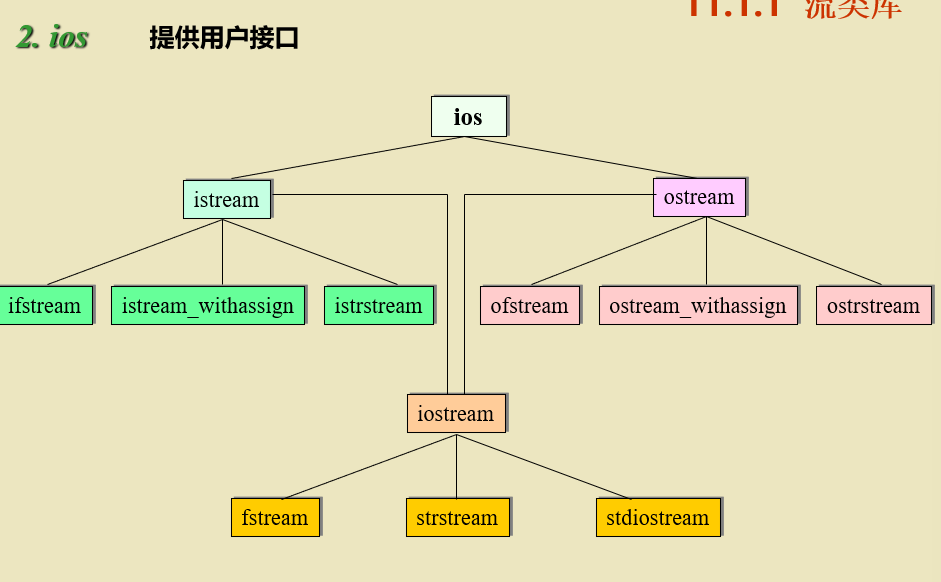 11.1.1 流类库
2. ios 提供用户接口
ios
istream
ostream
ifstream
istream_withassign
istrstream
ofstream
ostream_withassign
ostrstream
iostream
fstream
strstream
stdiostream